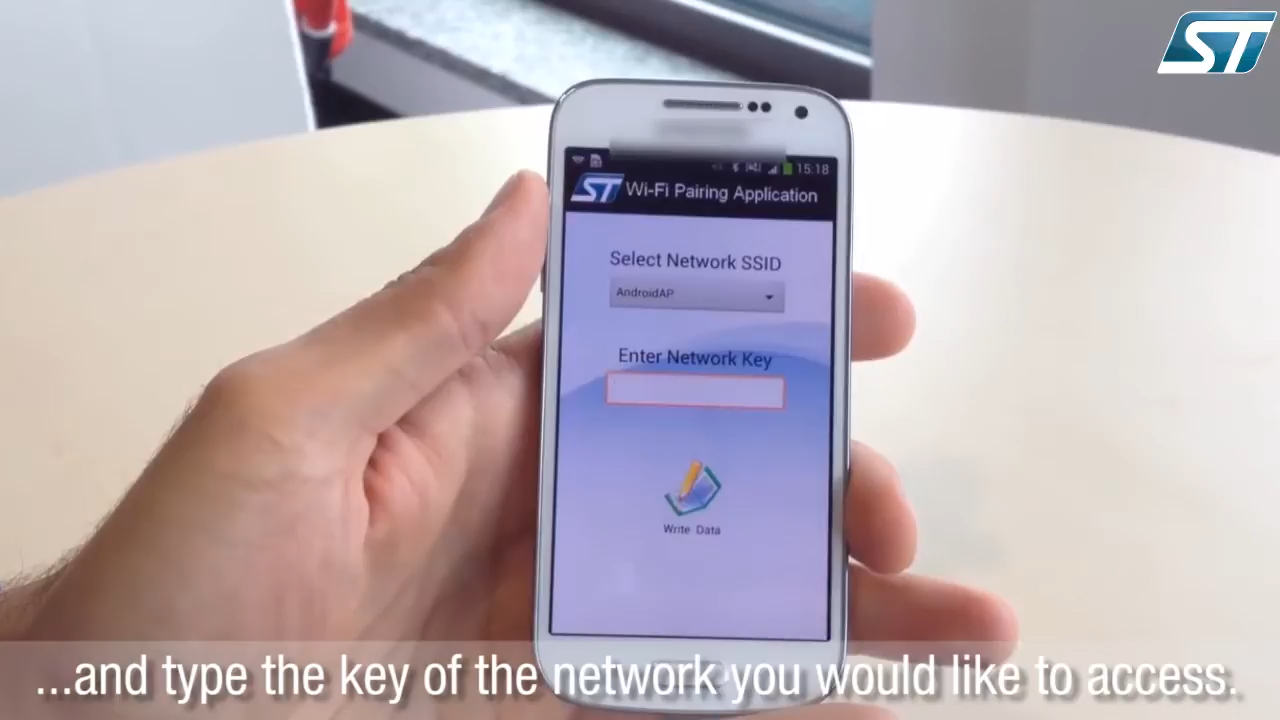 ST
15:18
ST Wi-Fi Pairing Application
Select Network SSID
AndroidAP
Enter Network Key
Write Data
...and type the key of the network you would like to access.